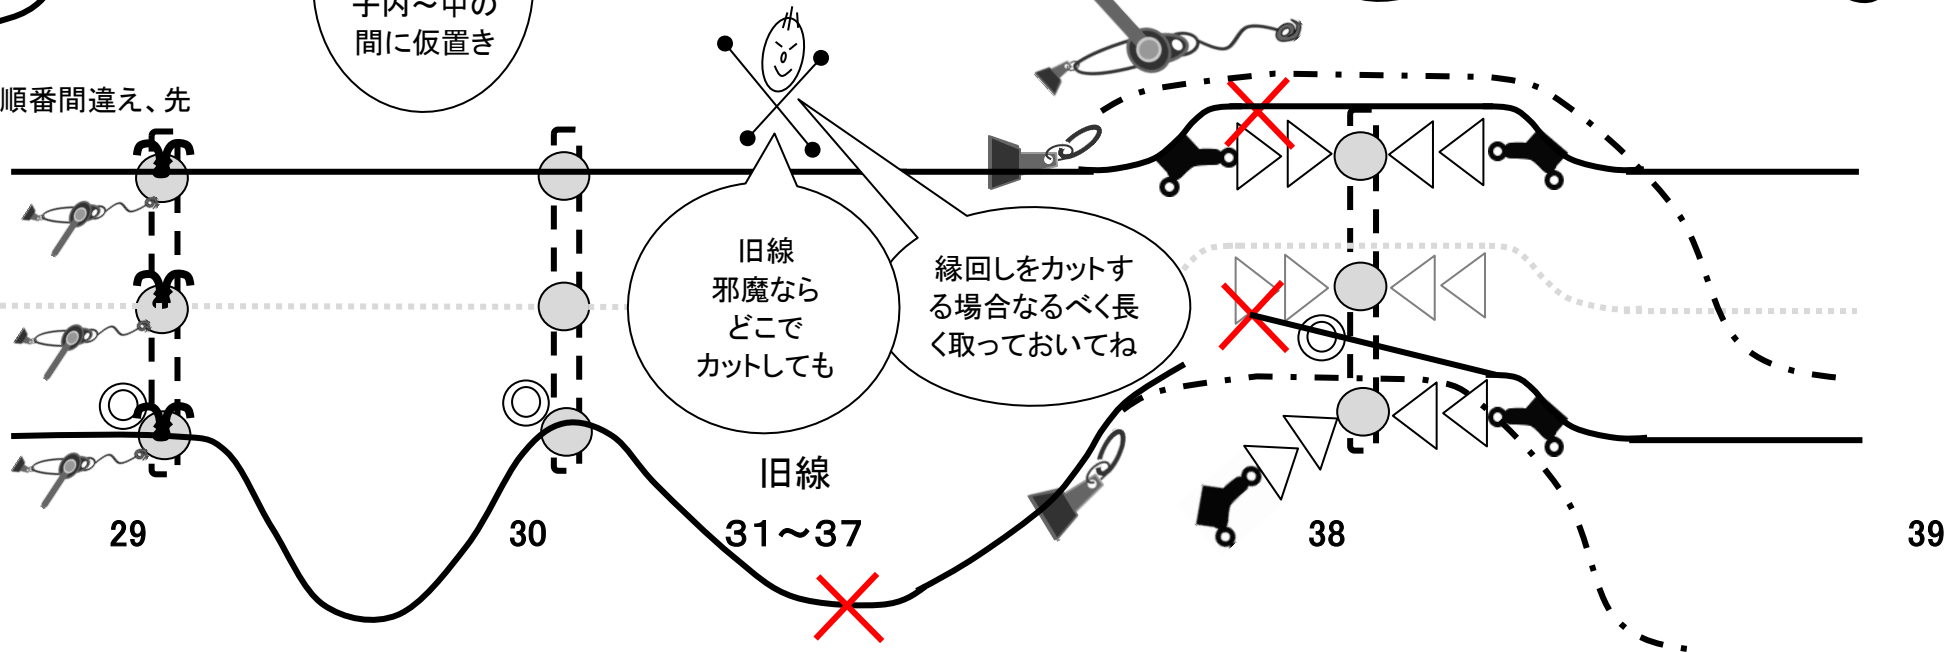 子内～中の
間に仮置き
順番間違え、先
旧線
邪魔なら
どこで
カットしても
縁回しをカットす
る場合なるべく長
く取っておいてね
旧線
29
30
31～37
38
39